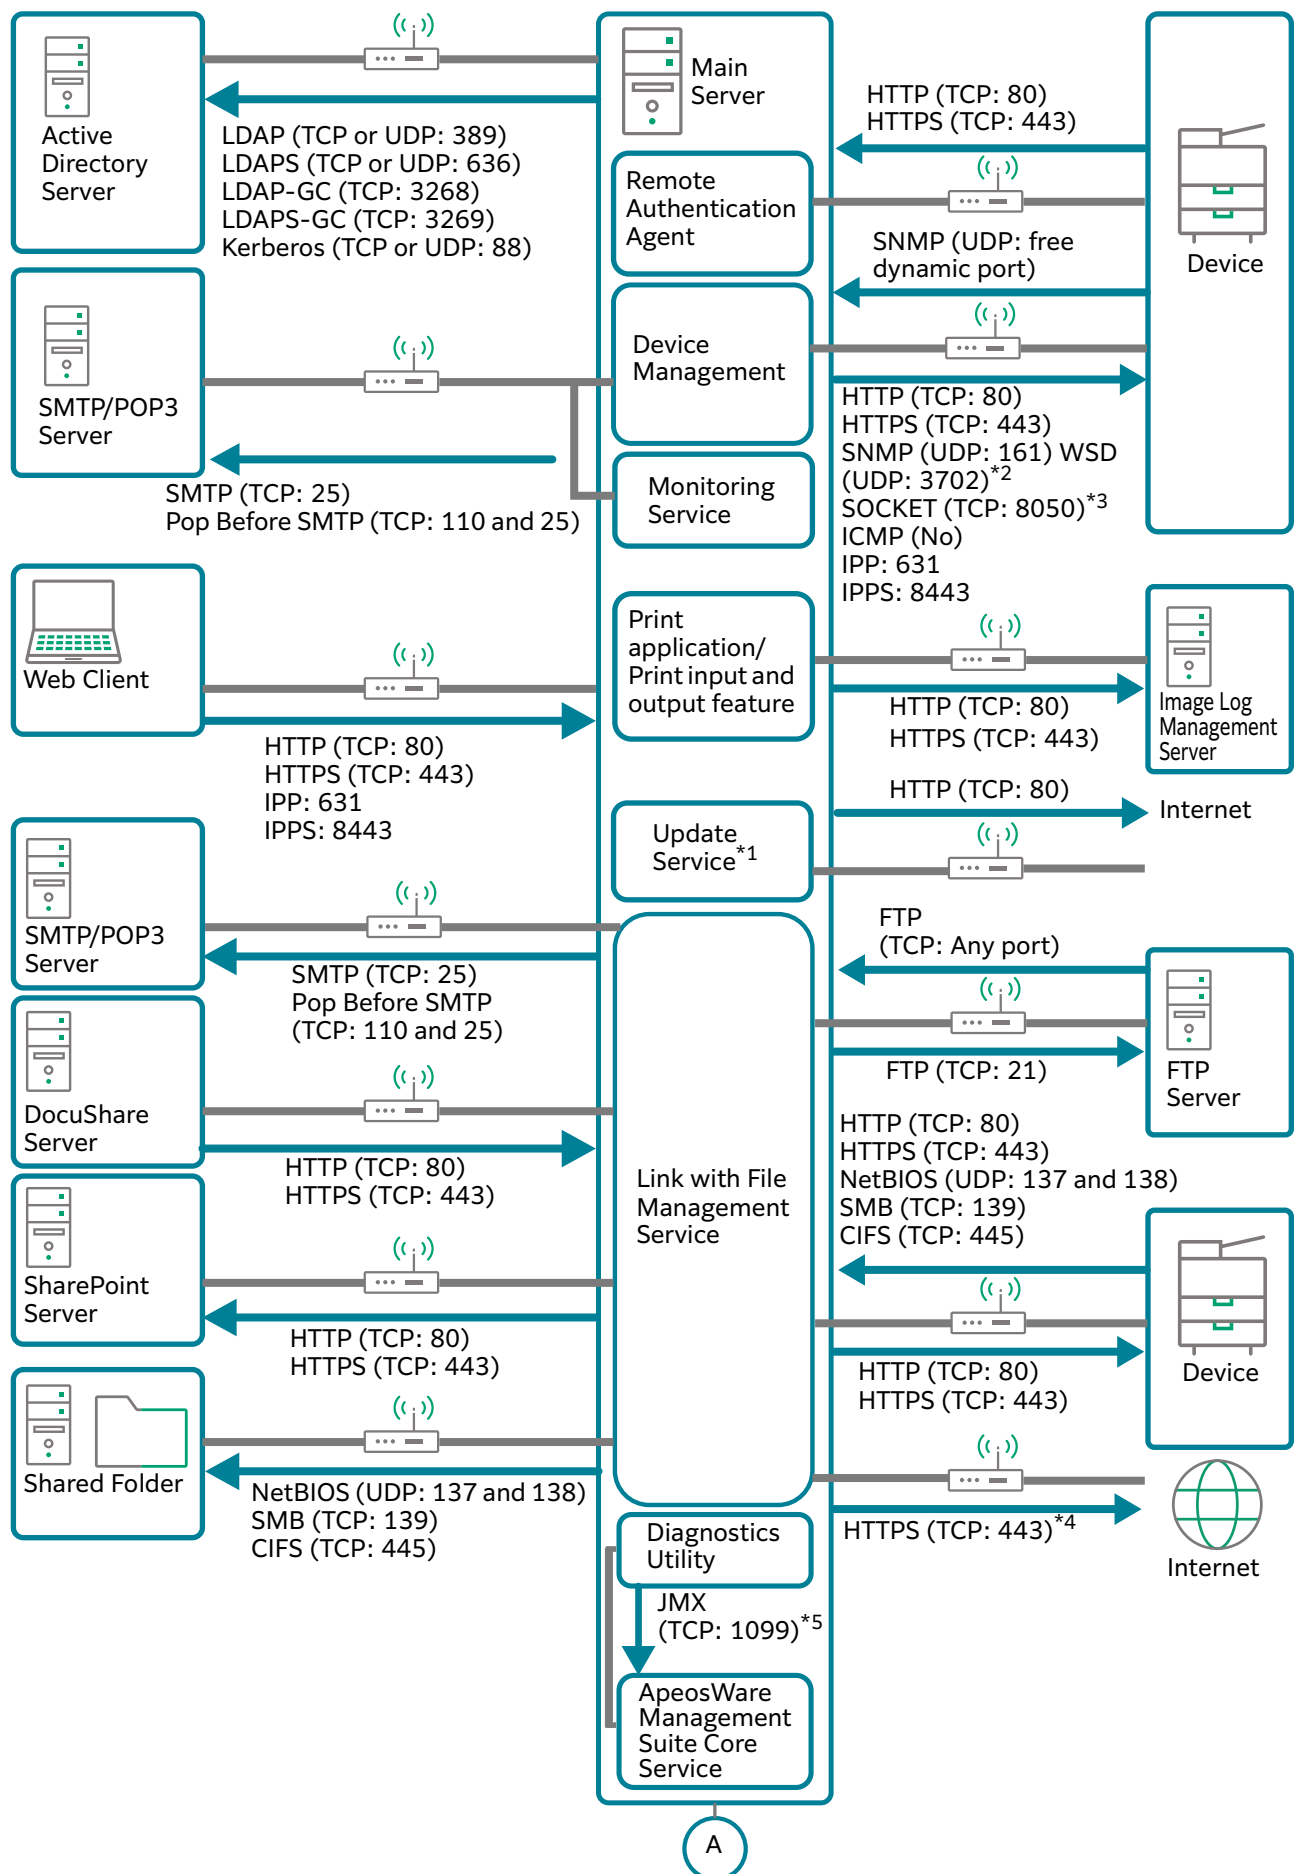 Main
Server
Active
Directory
Server
LDAP (TCP or UDP: 389)
LDAPS (TCP or UDP: 636)
LDAP-GC (TCP: 3268)
LDAPS-GC (TCP: 3269)
Kerberos (TCP or UDP: 88)
Remote
Authentication
Agent
HTTP (TCP: 80)
HTTPS (TCP: 443)
SNMP (UDP: free
dynamic port)
Device
SMTP/POP3
Server
SMTP (TCP: 25)
Pop Before SMTP (TCP: 110 and 25)
Device
Management
Monitoring
Service
HTTP (TCP: 80)
HTTPS (TCP: 443)
SNMP (UDP: 161) WSD
(UDP: 3702)*2
SOCKET (TCP: 8050)*3
ICMP (No)
IPP: 631
IPPS: 8443
Web Client
HTTP (TCP: 80)
HTTPS (TCP: 443)
IPP: 631
IPPS: 8443
Print
application/
Print input and
output feature
HTTP (TCP: 80)
HTTPS (TCP: 443)
Image Log
Management
Server
Update
Service*1
HTTP (TCP: 80)
Internet
SMTP/POP3
Server
SMTP (TCP: 25)
Pop Before SMTP
(TCP: 110 and 25)
FTP
(TCP: Any port)
FTP (TCP: 21)
FTP
Server
DocuShare
Server
HTTP (TCP: 80)
HTTPS (TCP: 443)
Link with File
Management
Service
HTTP (TCP: 80)
HTTPS (TCP: 443)
NetBIOS (UDP: 137 and 138)
SMB (TCP: 139)
CIFS (TCP: 445)
SharePoint
Server
HTTP (TCP: 80)
HTTPS (TCP: 443)
HTTP (TCP: 80)
HTTPS (TCP: 443)
Device
Shared Folder
NetBIOS (UDP: 137 and 138)
SMB (TCP: 139)
CIFS (TCP: 445)
HTTPS (TCP: 443)*4
Internet
Diagnostics
Utility
JMX
(TCP: 1099)*5
ApeosWare
Management
Suite Core
Service
A